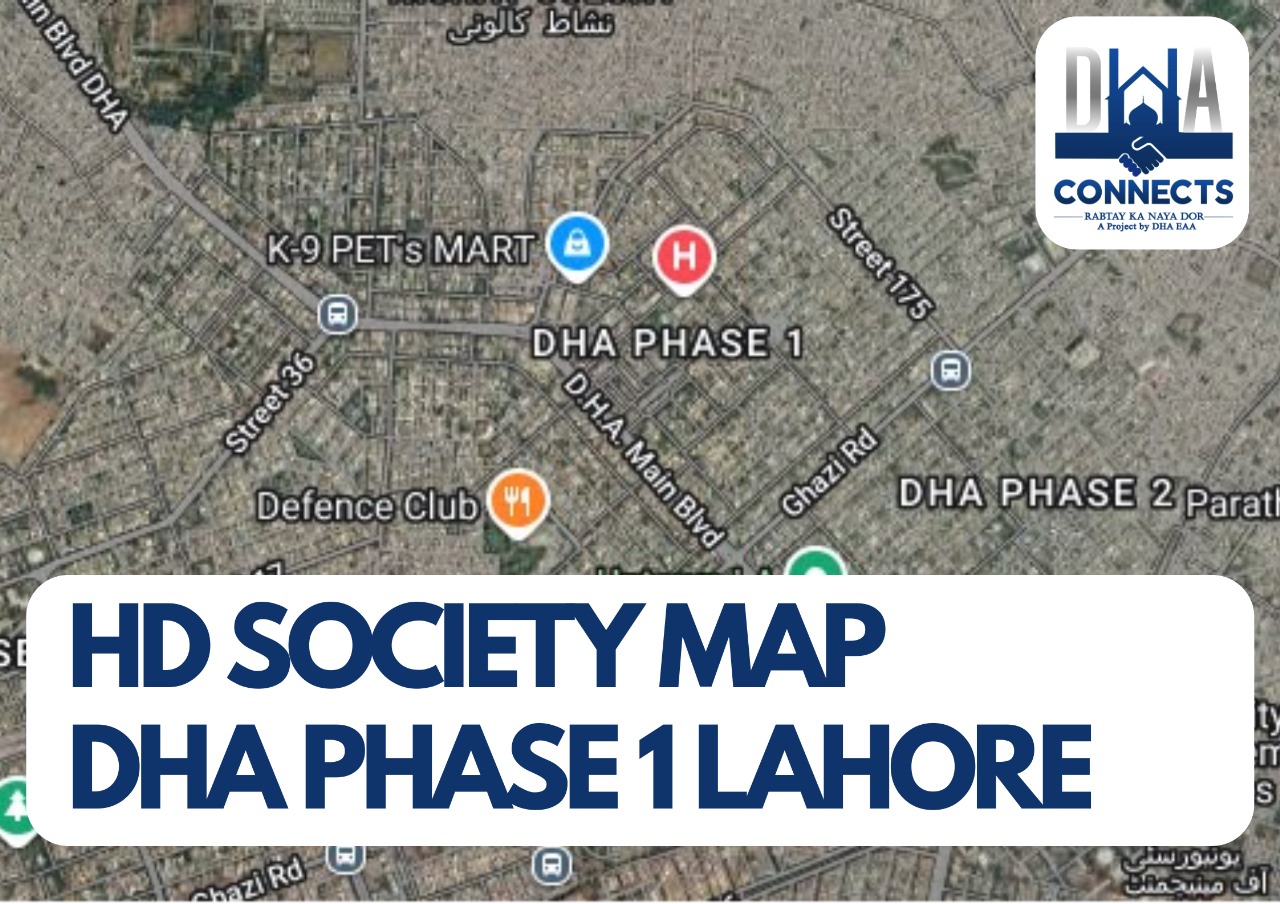 نشاط کالونی
DHA
CONNECTS
RABTAY KA NAYA DOR
A Project by DHA EAA
Blvd DHA
K-9 PET's MART
H
Street 175
DHA PHASE 1
Street 36
D.H.A. Main Blvd
Ghazi Rd
Defence Club
DHA PHASE 2
HD SOCIETY MAP
DHA PHASE 1 LAHORE
Ghazi Rd
یونیورسٹی
آف مینیجمنٹ